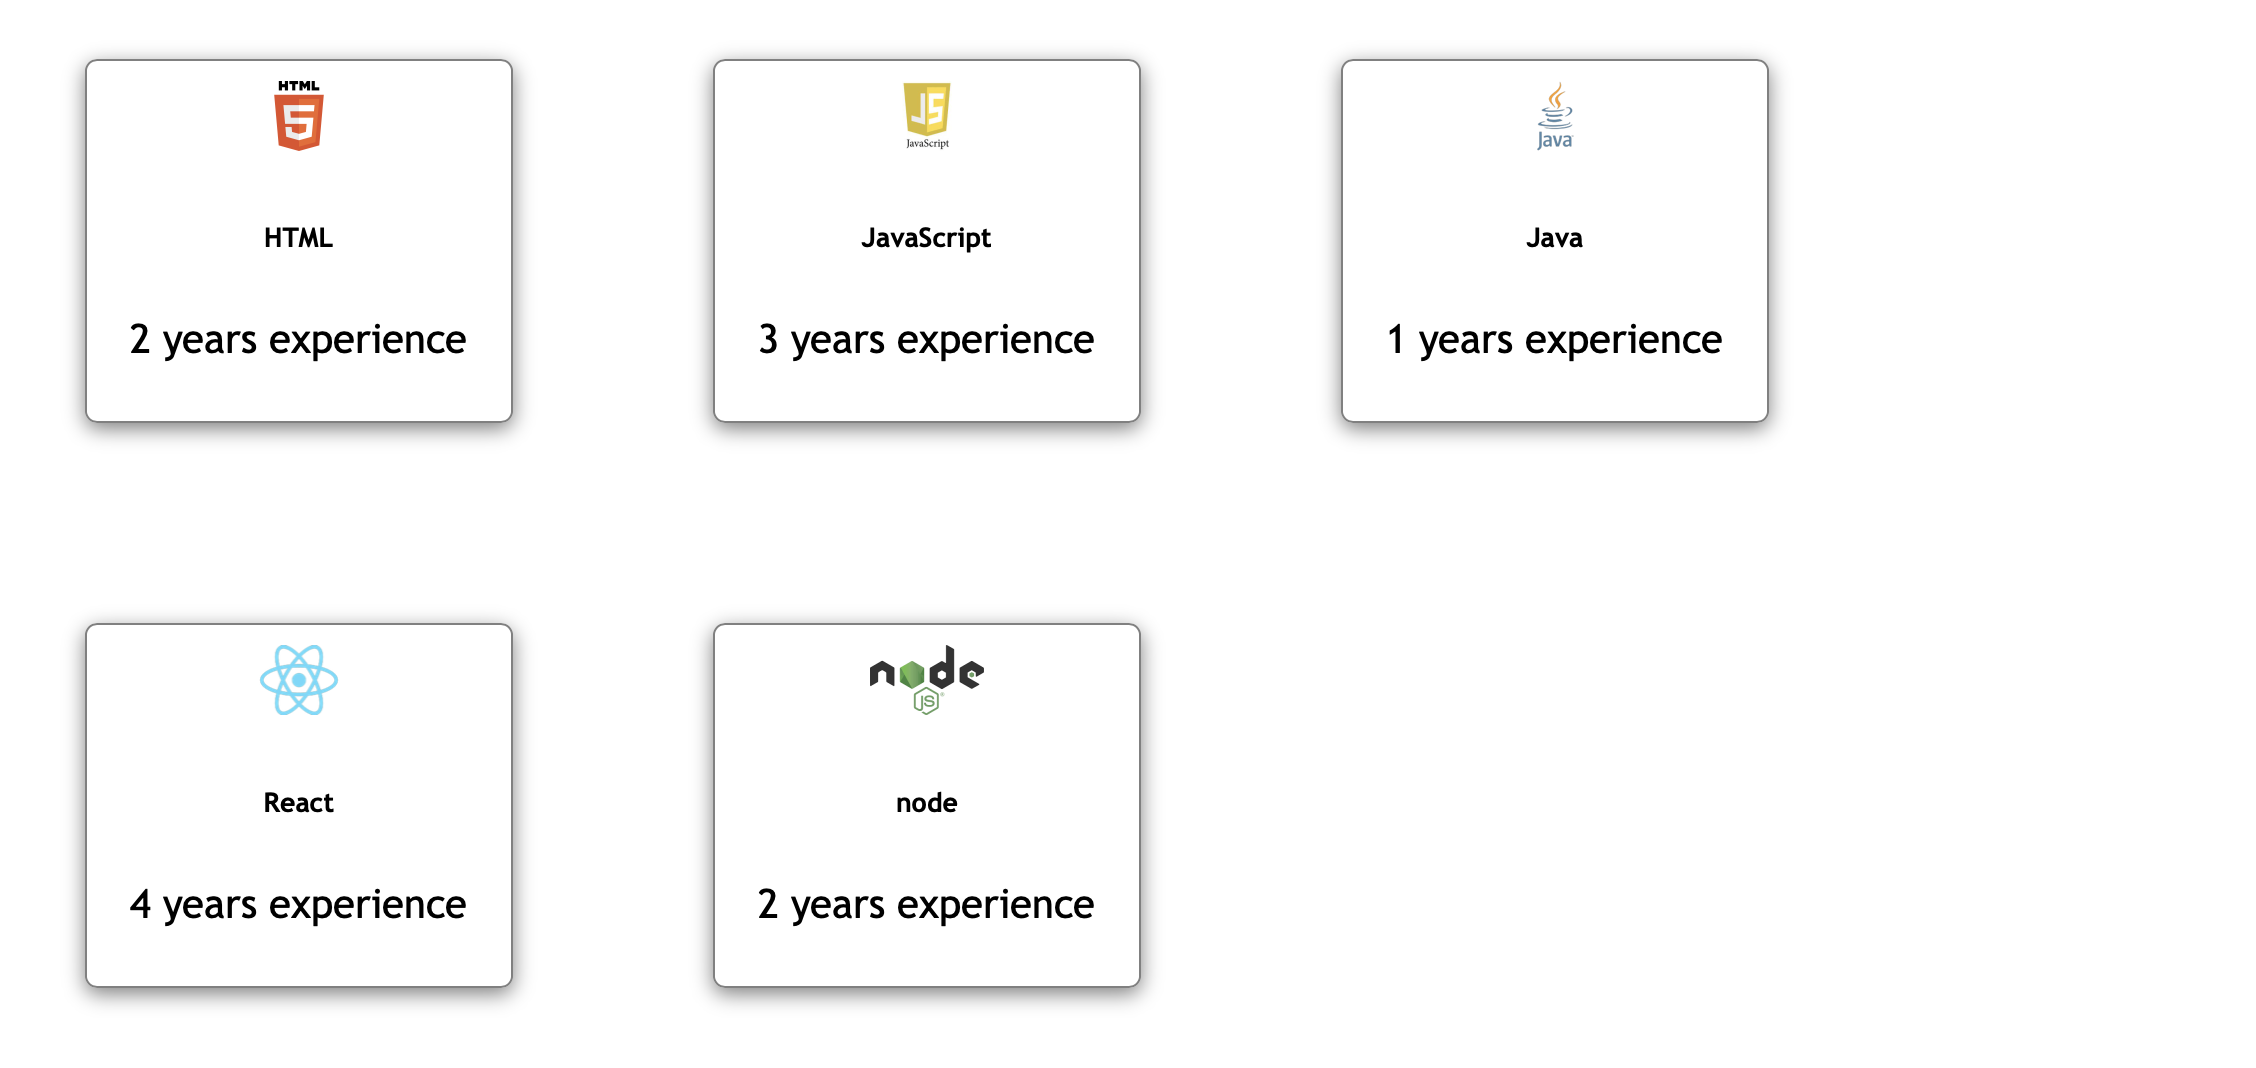 HTML
5
HTML
2 years experience
JS
JavaScript
JavaScript
3 years experience
Java
Java
1 years experience
React
4 years experience
node
JS
node
2 years experience